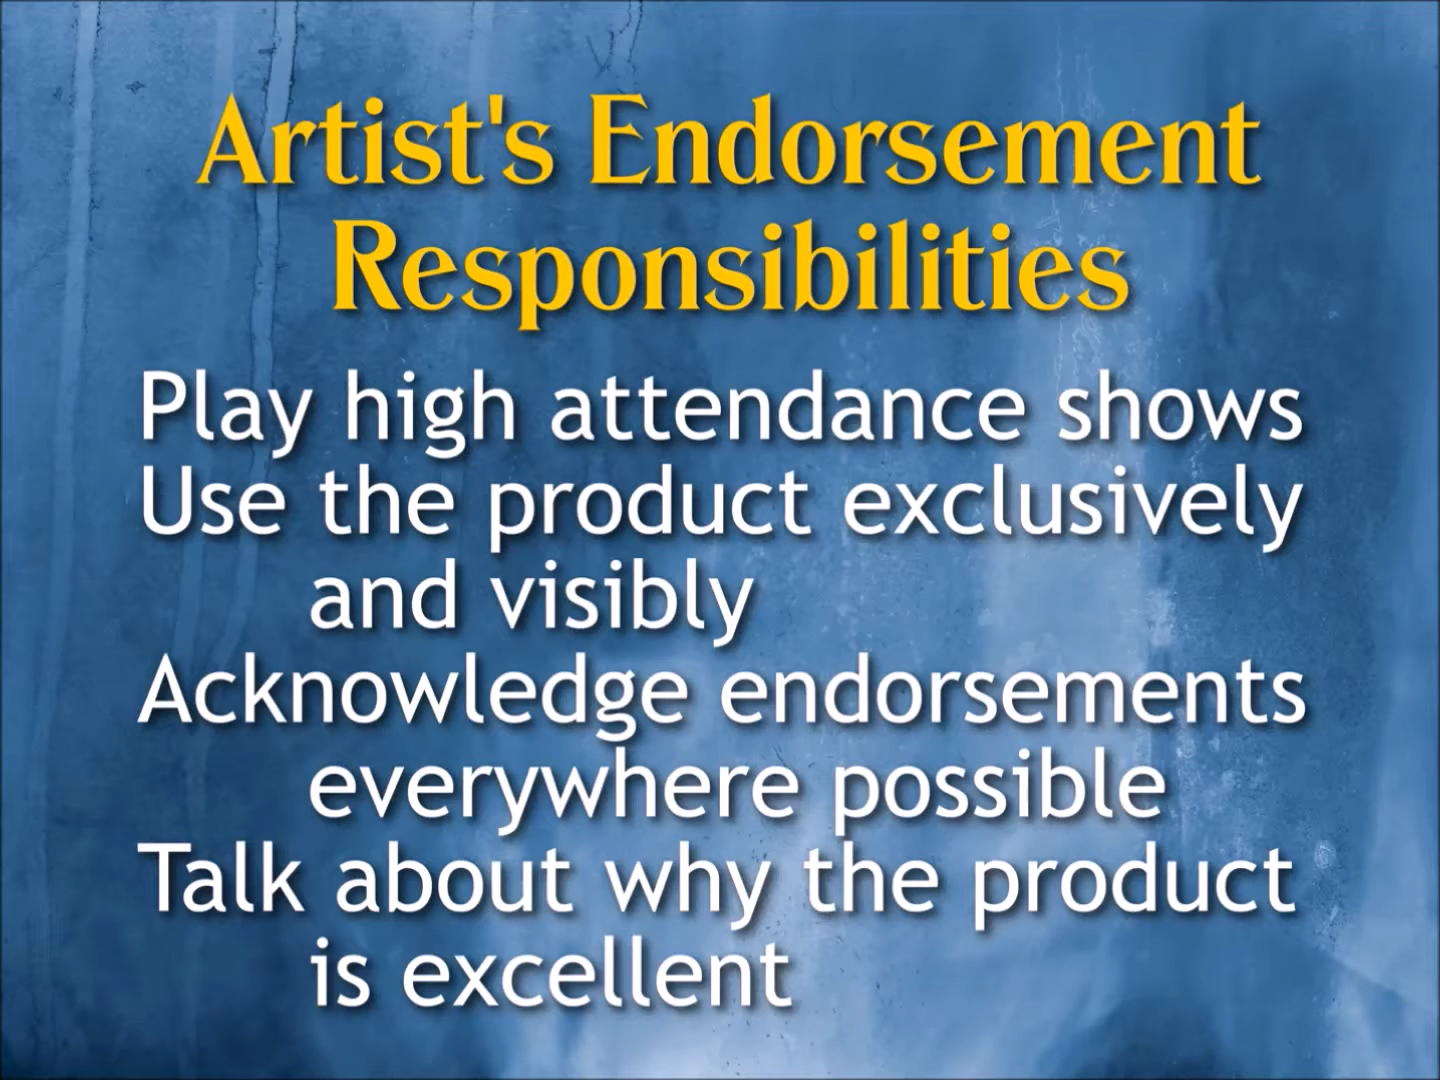 Artist's Endorsement
Responsibilities
Play high attendance shows
Use the product exclusively
and visibly
Acknowledge endorsements
everywhere possible
Talk about why the product
is excellent